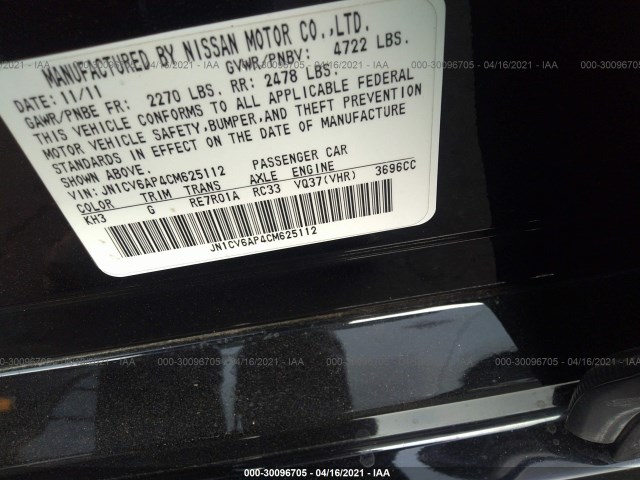 MANUFACTURED BY NISSAN MOTOR CO.,LTD.
DATE: 11/11 GVWR/PNBV: 4722 LBS.
GAWR/PNBE FR: 2270 LBS. RR: 2478 LBS.
THIS VEHICLE CONFORMS TO ALL APPLICABLE FEDERAL
MOTOR VEHICLE SAFETY,BUMPER,AND THEFT PREVENTION
STANDARDS IN EFFECT ON THE DATE OF MANUFACTURE
SHOWN ABOVE.
VIN: JN1CV6AP4CM625112 PASSENGER CAR
COLOR TRIM TRANS AXLE ENGINE
KH3 G RE7R01A RC33 VQ37(VHR) 3696CC
JN1CV6AP4CM625112
000-30096705 - 04/16/2021 - IAA